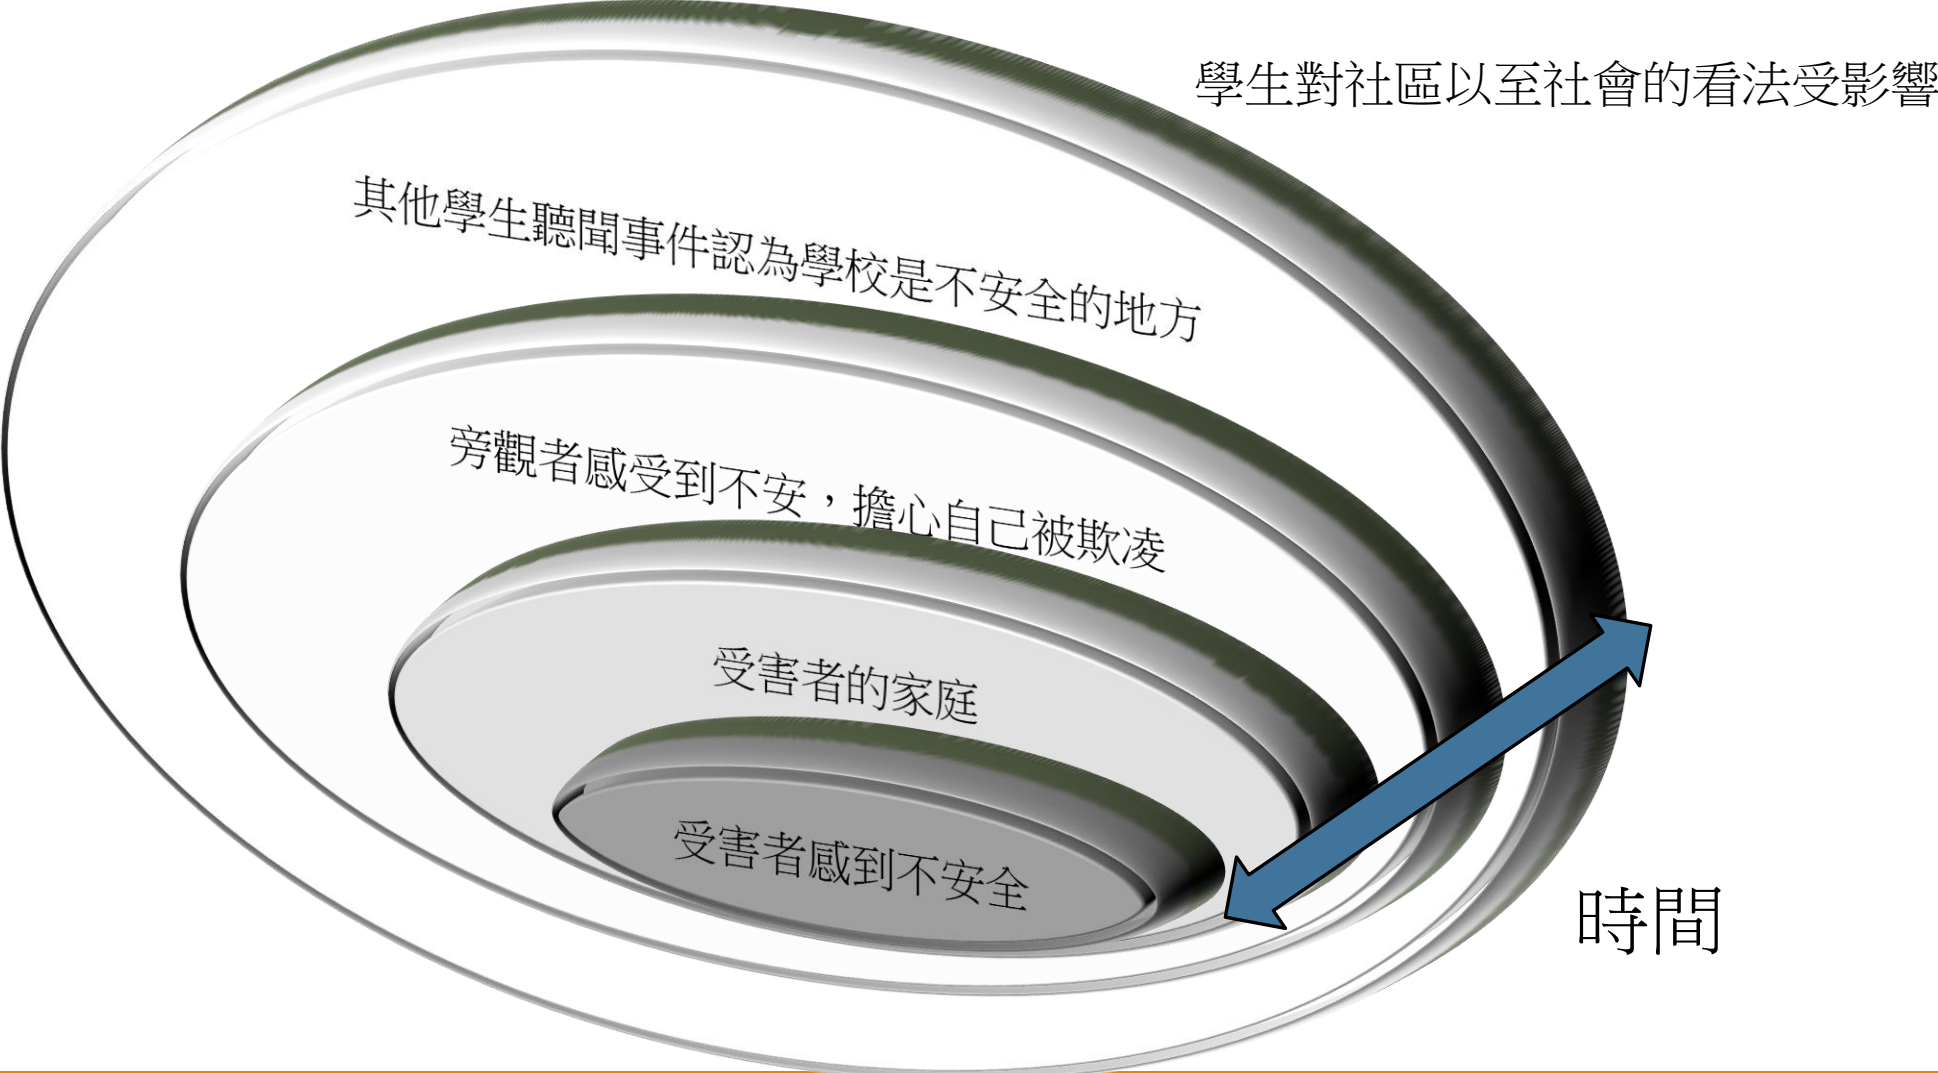 學生對社區以至社會的看法受影響
其他學生聽聞事件認為學校是不安全的地方
旁觀者感受到不安，擔心自己被欺凌
受害者的家庭
受害者感到不安全
時間